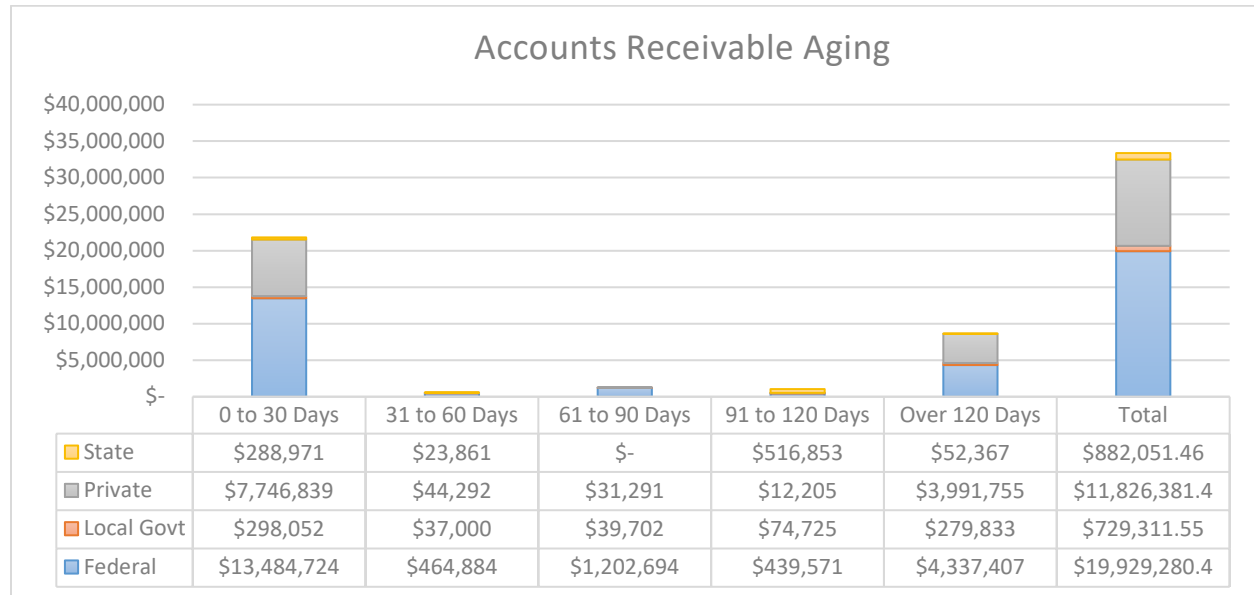 Accounts Receivable Aging
$40,000,000
$35,000,000
$30,000,000
$25,000,000
$20,000,000
$15,000,000
$10,000,000
$5,000,000
$-
0 to 30 Days 31 to 60 Days 61 to 90 Days 91 to 120 Days Over 120 Days Total
State $288,971 $23,861 $- $516,853 $52,367 $882,051.46
Private $7,746,839 $44,292 $31,291 $12,205 $3,991,755 $11,826,381.4
Local Govt $298,052 $37,000 $39,702 $74,725 $279,833 $729,311.55
Federal $13,484,724 $464,884 $1,202,694 $439,571 $4,337,407 $19,929,280.4